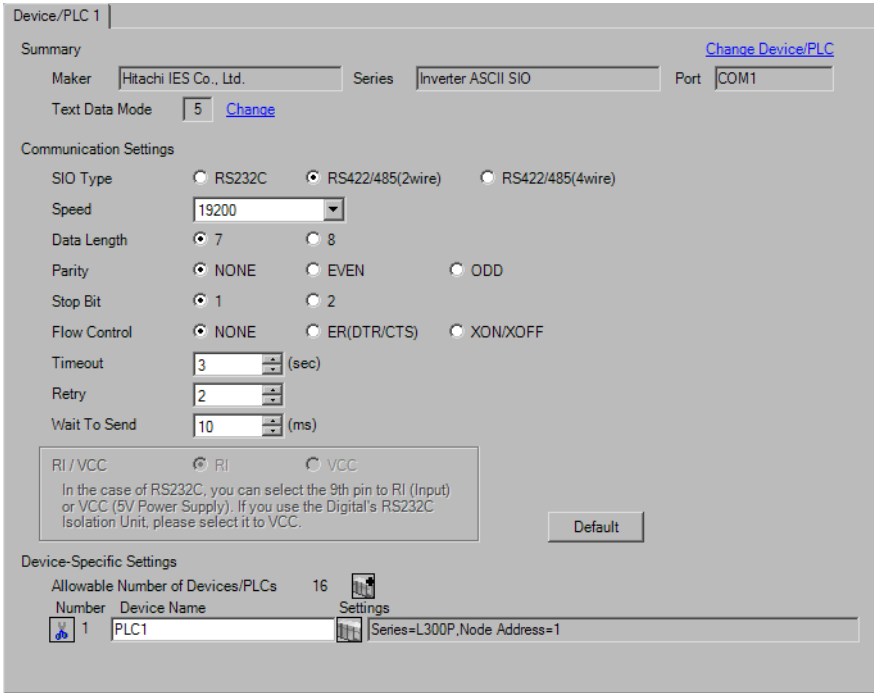 Device/PLC 1
Summary Change Device/PLC
Maker Hitachi IES Co., Ltd. Series Inverter ASCII SIO Port COM1
Text Data Mode 5 Change
Communication Settings
SIO Type RS232C RS422/485(2wire) RS422/485(4wire)
Speed 19200
Data Length 7 8
Parity NONE EVEN ODD
Stop Bit 1 2
Flow Control NONE ER(DTR/CTS) XON/XOFF
Timeout 3 (sec)
Retry 2
Wait To Send 10 (ms)
RI / VCC RI VCC
In the case of RS232C, you can select the 9th pin to RI (Input)
or VCC (5V Power Supply). If you use the Digital's RS232C
Isolation Unit, please select it to VCC.
Default
Device-Specific Settings
Allowable Number of Devices/PLCs 16
Number Device Name Settings
1 PLC1 Series=L300P,Node Address=1